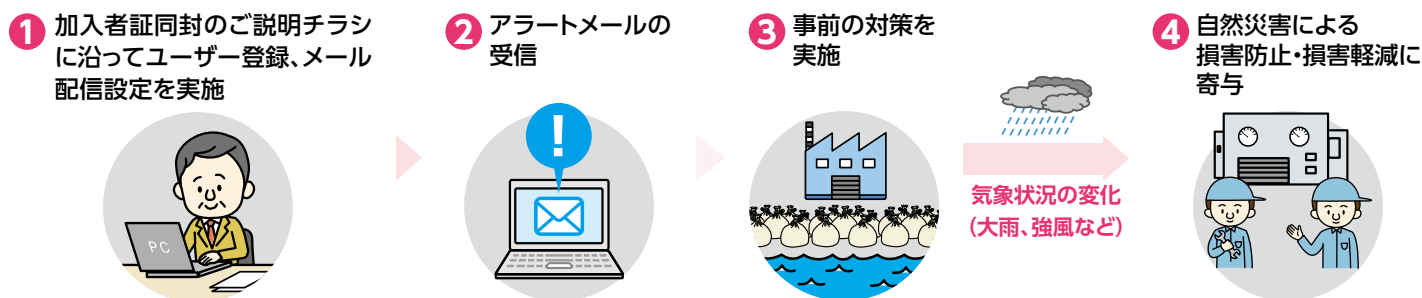 1 加入者証同封のご説明チラシ
に沿ってユーザー登録、メール
配信設定を実施
PC
2 アラートメールの
受信
!
3 事前の対策を
実施
気象状況の変化
(大雨、強風など)
4 自然災害による
損害防止・損害軽減に
寄与